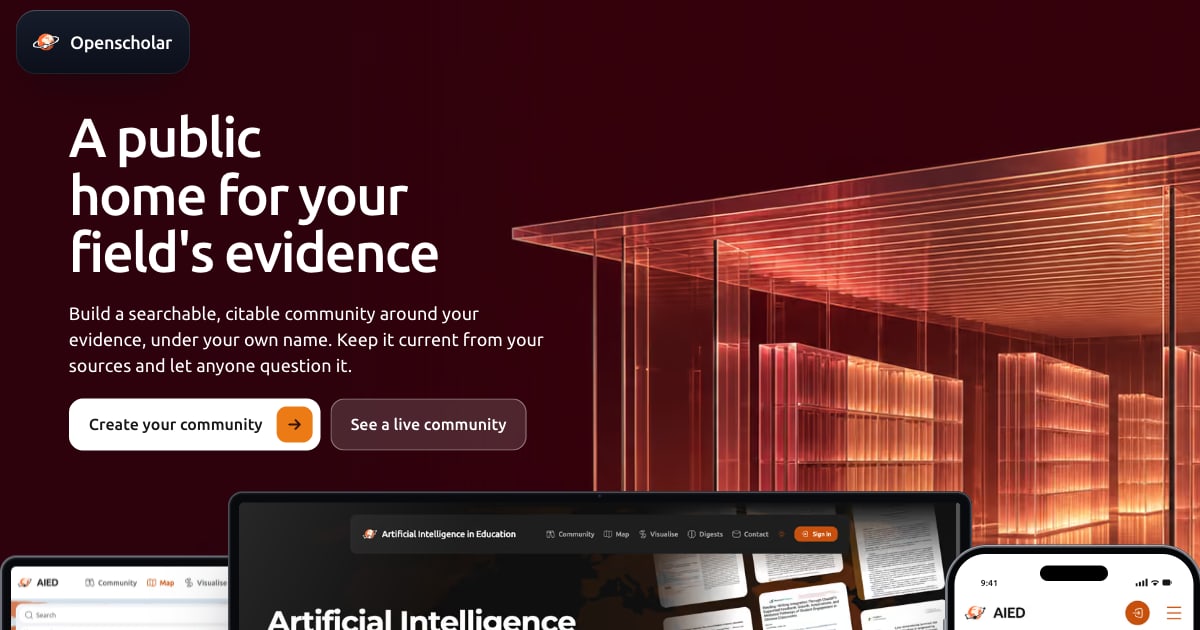 Openscholar
A public
home for your
field's evidence
Build a searchable, citable community around your
evidence, under your own name. Keep it current from your
sources and let anyone question it.
Create your community
See a live community
Artificial Intelligence in Education
Community
Map
Visualise
Digests
Contact
Sign in
Artificial Intelligence
AIED
Community
Map
Visualise
Search
9:41
AIED